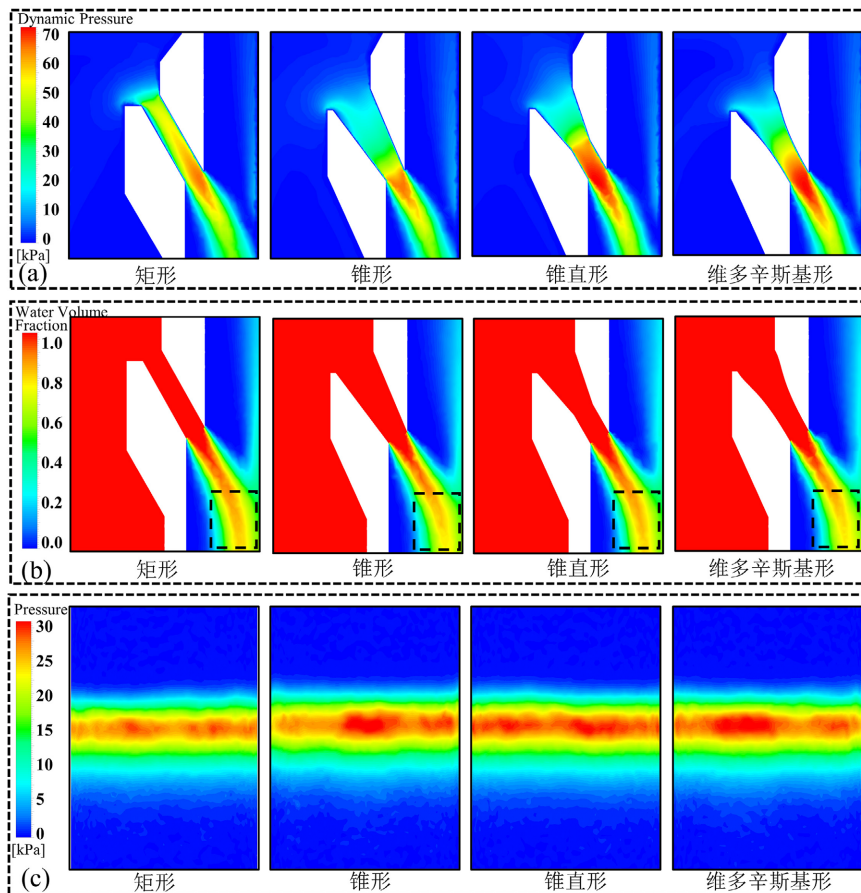 Dynamic Pressure
70
60
50
40
30
20
10
0
[kPa]
(a)
矩形
锥形
锥直形
维多辛斯基形
Water Volume
Fraction
1.0
0.8
0.6
0.4
0.2
0.0
(b)
矩形
锥形
锥直形
维多辛斯基形
Pressure
30
25
20
15
10
5
0
[kPa]
(c)
矩形
锥形
锥直形
维多辛斯基形